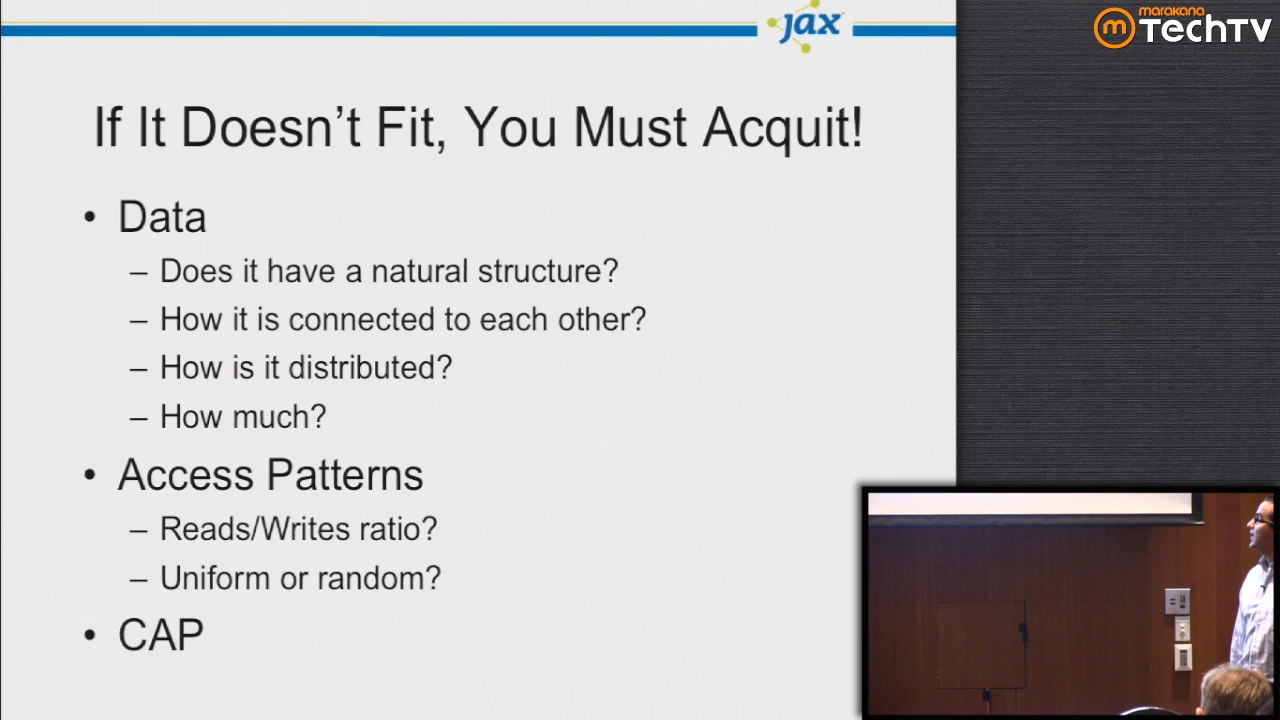 jax
marakana
TechTV
If It Doesn't Fit, You Must Acquit!
• Data
– Does it have a natural structure?
– How it is connected to each other?
– How is it distributed?
– How much?
• Access Patterns
– Reads/Writes ratio?
– Uniform or random?
• CAP